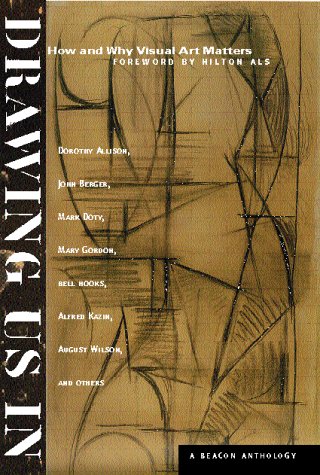 DRAWING US IN
How and Why Visual Art Matters
FOREWORD BY HILTON ALS
DOROTHY ALLISON,
JOHN BERGER,
MARK DOTY,
MARY GORDON,
BELL HOOKS,
ALFRED KAZIN,
AUGUST WILSON,
AND OTHERS
A BEACON ANTHOLOGY